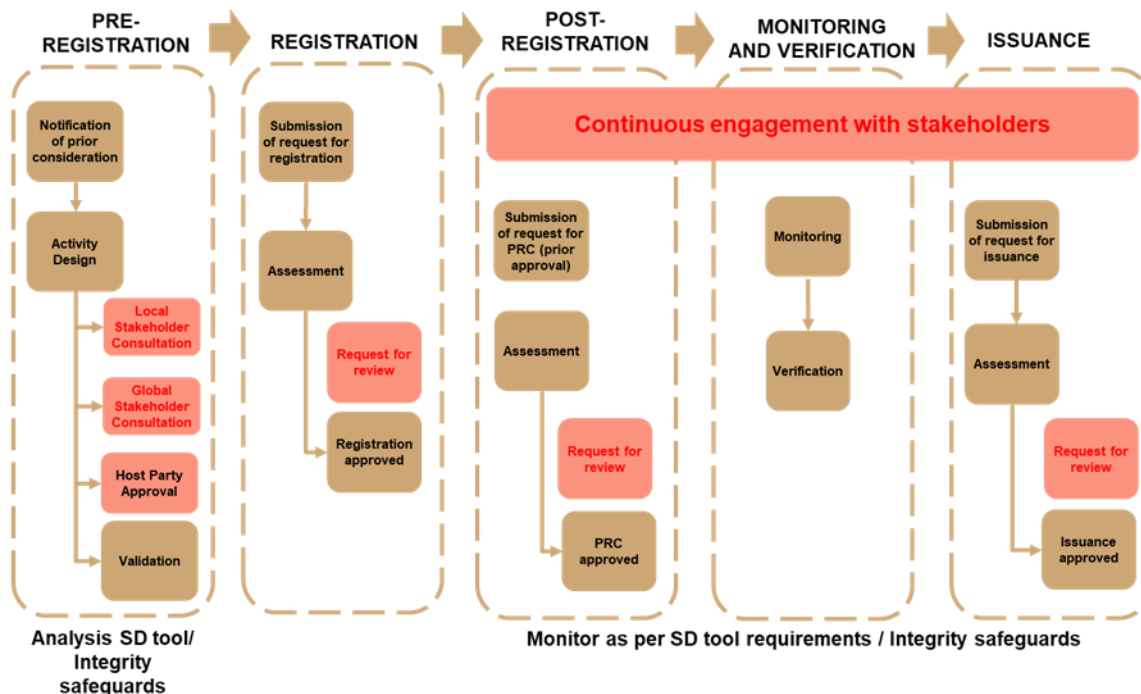 PRE-
REGISTRATION
REGISTRATION
POST-
REGISTRATION
MONITORING
AND VERIFICATION
ISSUANCE
Notification
of prior
consideration
Activity
Design
Local
Stakeholder
Consultation
Global
Stakeholder
Consultation
Host Party
Approval
Validation
Analysis SD tool/
Integrity
safeguards
Submission
of request for
registration
Assessment
Request for
review
Registration
approved
Continuous engagement with stakeholders
Submission
of request for
PRC (prior
approval)
Assessment
Request for
review
PRC
approved
Monitoring
Verification
Submission
of request for
issuance
Assessment
Request for
review
Issuance
approved
Monitor as per SD tool requirements / Integrity safeguards